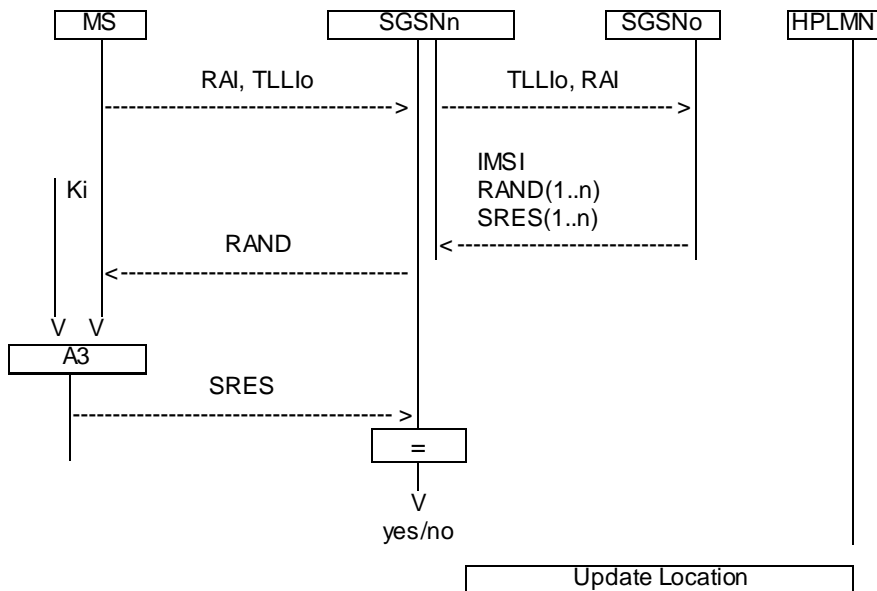 MS SGSNn SGSNo HPLMN
RAI, TLLIo TLLIo, RAI
IMSI
Ki RAND(1..n)
SRES(1..n)
RAND
V V
A3
SRES
=
V
yes/no
Update Location